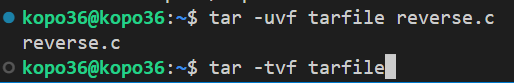 kopo36@kopo36:~$ tar -uvf tarfile reverse.c
reverse.c
kopo36@kopo36:~$ tar -tvf tarfile